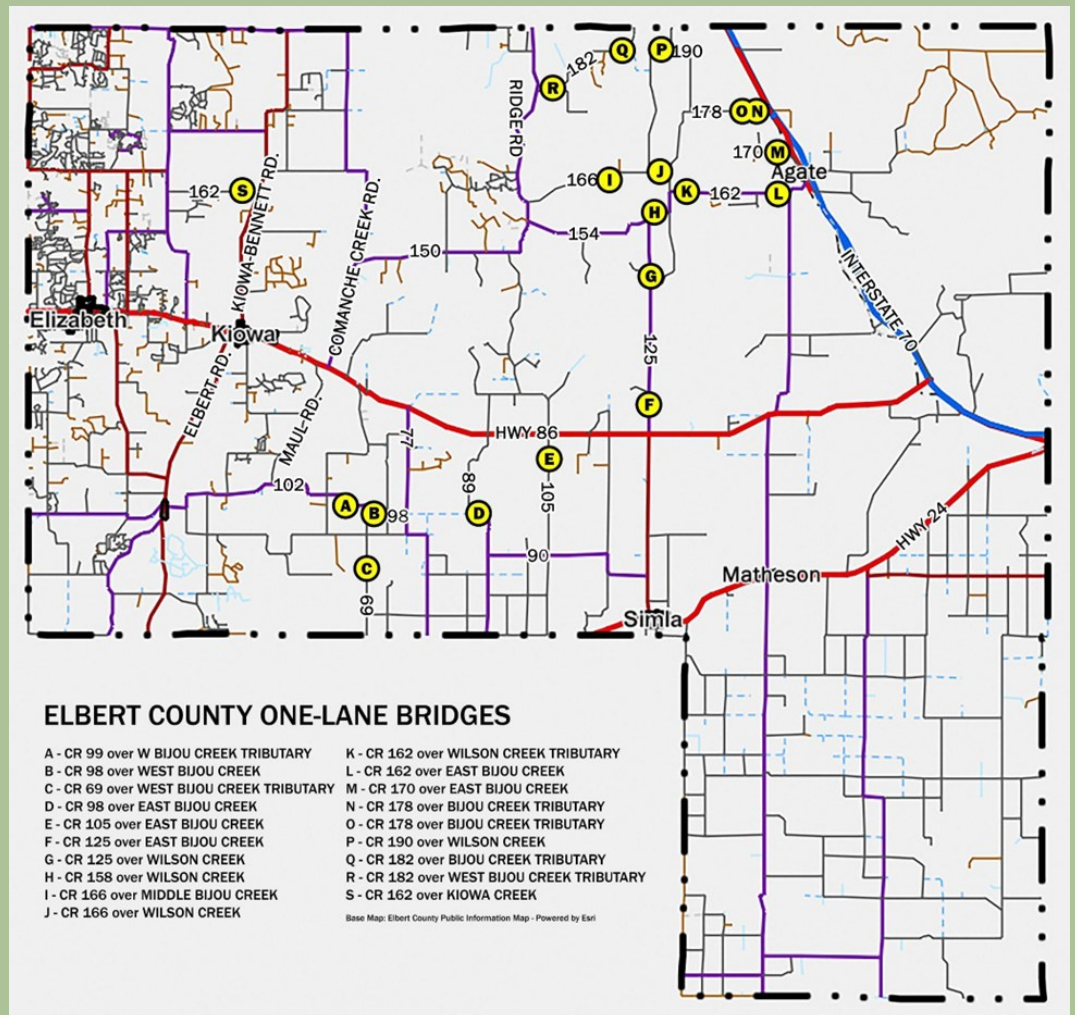 Q
P
190
182
R
RIDGE RD
178
O
N
170
M
Agate
J
166
I
162
S
KIOWA-BENNETT RD.
COMANCHE CREEK RD.
K
162
L
H
154
150
G
INTERSTATE 70
Elizabeth
Kiowa
125
ELBERT RD.
MAUL-RD.
F
77
HWY 86
E
89
105
102
A
B
98
D
HWY 24
90
C
69
Matheson
Simla
ELBERT COUNTY ONE-LANE BRIDGES
A - CR 99 over W BIJOU CREEK TRIBUTARY
B - CR 98 over WEST BIJOU CREEK
C - CR 69 over WEST BIJOU CREEK TRIBUTARY
D - CR 98 over EAST BIJOU CREEK
E - CR 105 over EAST BIJOU CREEK
F - CR 125 over EAST BIJOU CREEK
G - CR 125 over WILSON CREEK
H - CR 158 over WILSON CREEK
I - CR 166 over MIDDLE BIJOU CREEK
J - CR 166 over WILSON CREEK
K - CR 162 over WILSON CREEK TRIBUTARY
L - CR 162 over EAST BIJOU CREEK
M - CR 170 over EAST BIJOU CREEK
N - CR 178 over BIJOU CREEK TRIBUTARY
O - CR 178 over BIJOU CREEK TRIBUTARY
P - CR 190 over WILSON CREEK
Q - CR 182 over BIJOU CREEK TRIBUTARY
R - CR 182 over WEST BIJOU CREEK TRIBUTARY
S - CR 162 over KIOWA CREEK
Base Map: Elbert County Public Information Map - Powered by Esri